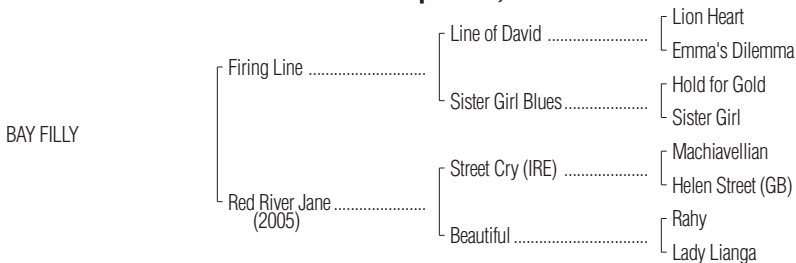 Lion Heart
Line of David ........................
Emma's Dilemma
Firing Line ............................
Hold for Gold
Sister Girl Blues ....................
Sister Girl
BAY FILLY
Machiavellian
Street Cry (IRE) ....................
Helen Street (GB)
Red River Jane ......................
(2005)
Rahy
Beautiful ................................
Lady Lianga